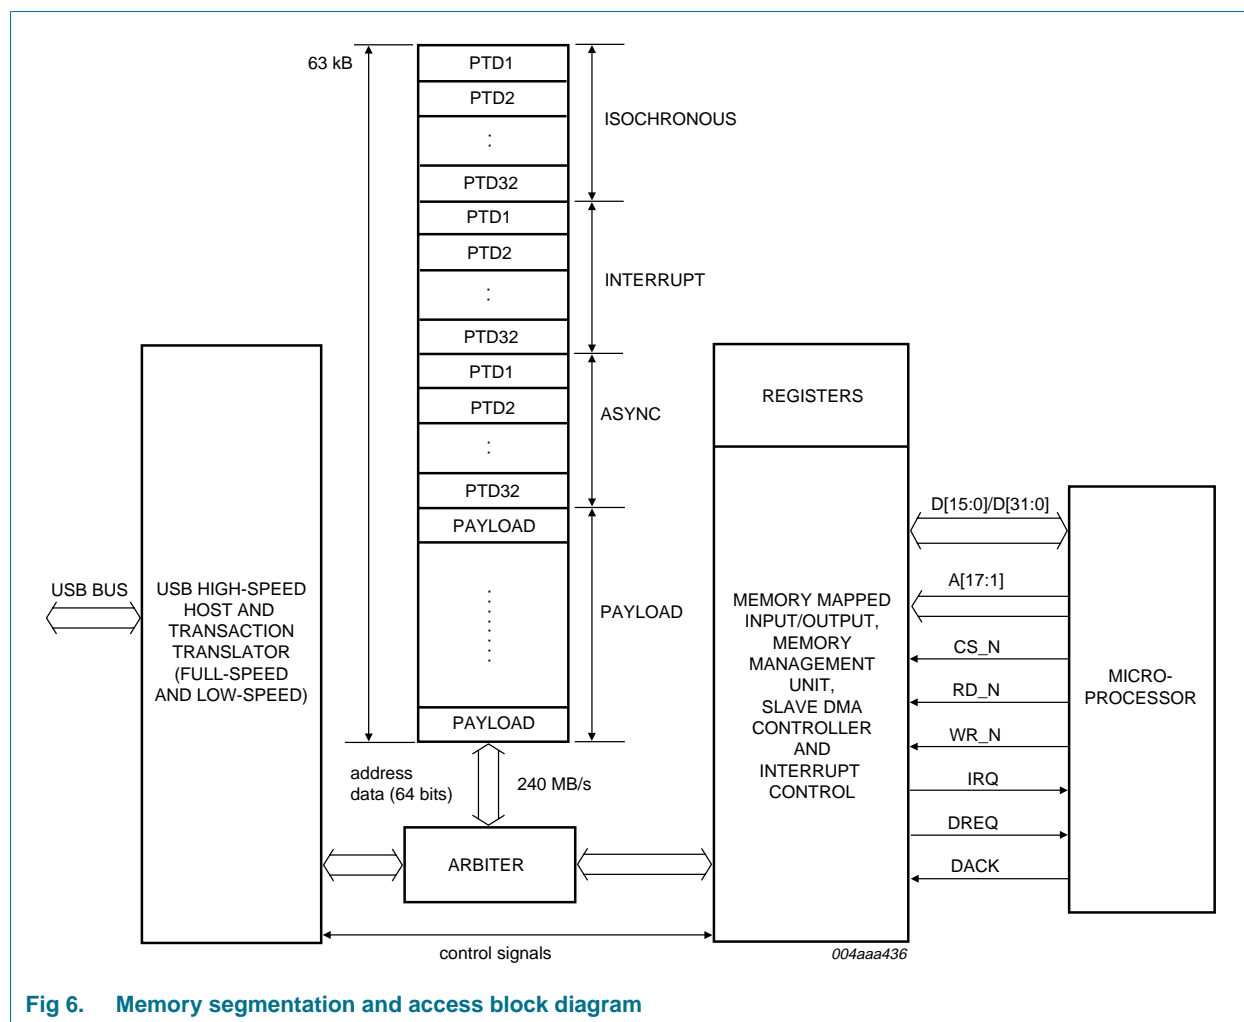 63 kB
PTD1
PTD2
:
PTD32
ISOCHRONOUS
PTD1
PTD2
:
PTD32
INTERRUPT
PTD1
PTD2
:
PTD32
ASYNC
PAYLOAD
PAYLOAD
PAYLOAD
USB BUS
USB HIGH-SPEED
HOST AND
TRANSACTION
TRANSLATOR
(FULL-SPEED
AND LOW-SPEED)
address
data (64 bits)
240 MB/s
ARBITER
control signals
REGISTERS
MEMORY MAPPED
INPUT/OUTPUT,
MEMORY
MANAGEMENT
UNIT,
SLAVE DMA
CONTROLLER
AND
INTERRUPT
CONTROL
D[15:0]/D[31:0]
A[17:1]
CS_N
RD_N
WR_N
IRQ
DREQ
DACK
MICRO-
PROCESSOR
004aaa436
Fig 6. Memory segmentation and access block diagram